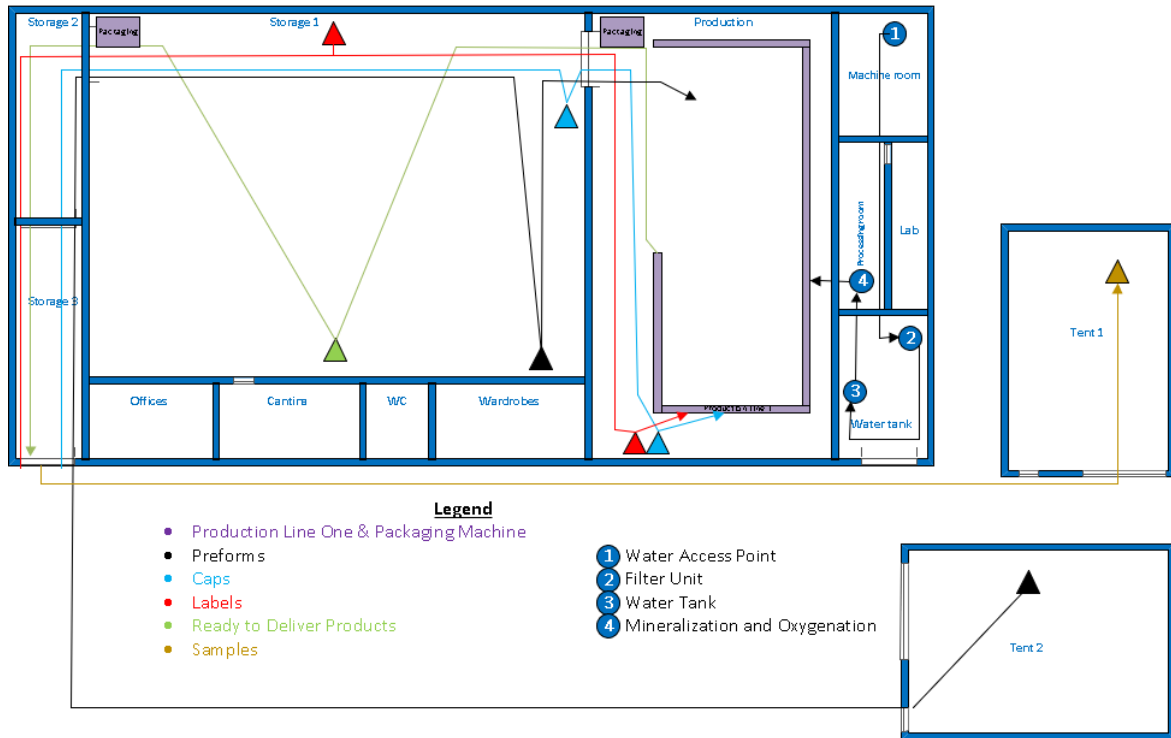 Storage 2
Storage 1
Production
Packaging
Packaging
1
Machine room
Processing room
Lab
4
Storage 3
2
Tent 1
3
Offices
Cantina
WC
Wardrobes
Production Line 1
Water tank
Legend
Production Line One & Packaging Machine
Preforms
Caps
Labels
Ready to Deliver Products
Samples
1 Water Access Point
2 Filter Unit
3 Water Tank
4 Mineralization and Oxygenation
Tent 2